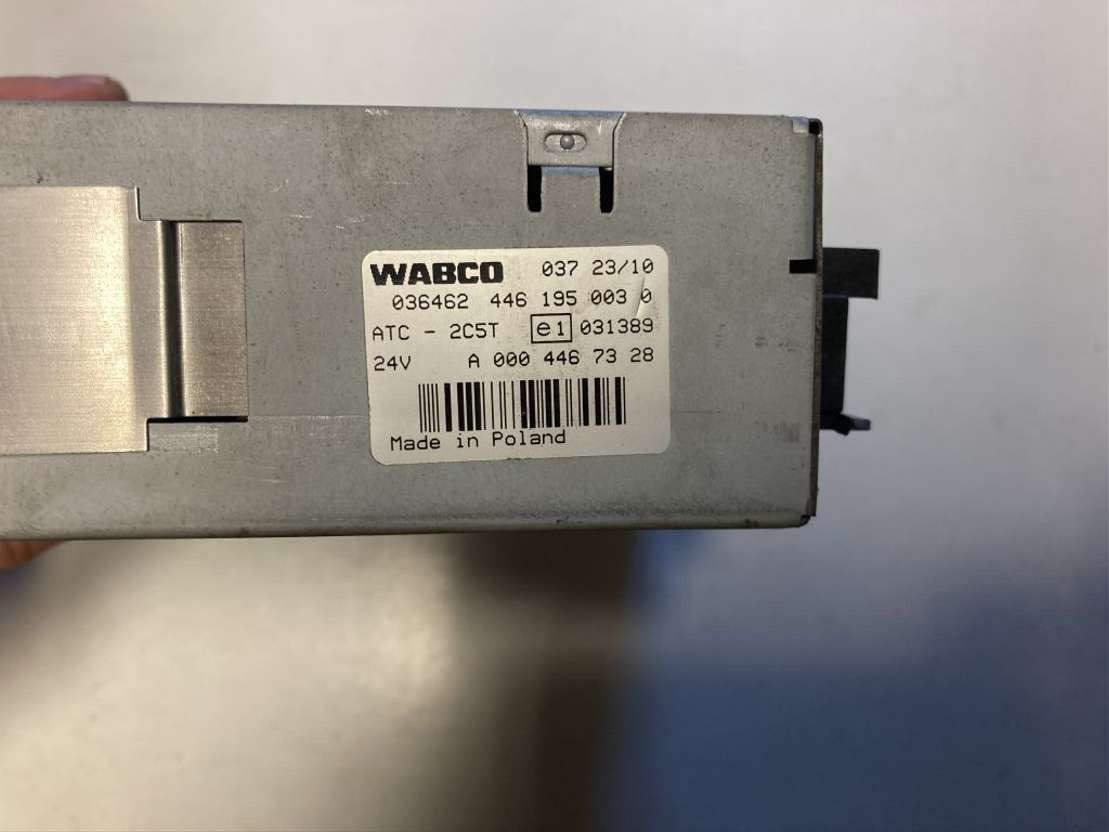 WABCO 037 23/10
036462 446 195 003 0
ATC - 2C5T e1 031389
24V A 000 446 73 28
Made in Poland